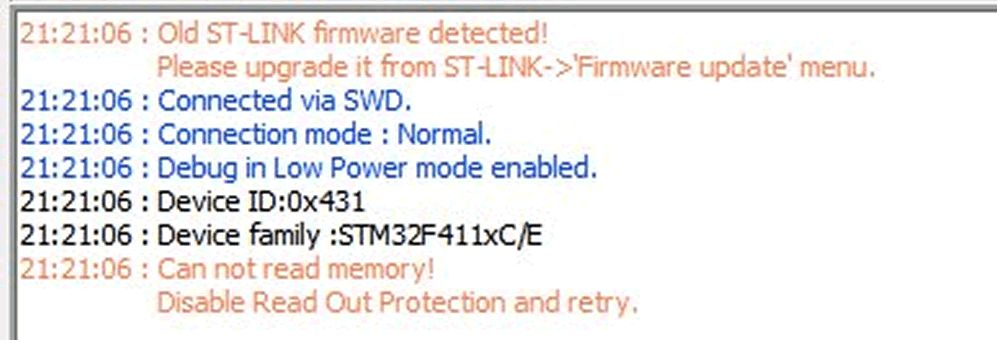 21:21:06 : Old ST-LINK firmware detected!
Please upgrade it from ST-LINK->'Firmware update' menu.
21:21:06 : Connected via SWD.
21:21:06 : Connection mode : Normal.
21:21:06 : Debug in Low Power mode enabled.
21:21:06 : Device ID:0x431
21:21:06 : Device family :STM32F411xC/E
21:21:06 : Can not read memory!
Disable Read Out Protection and retry.